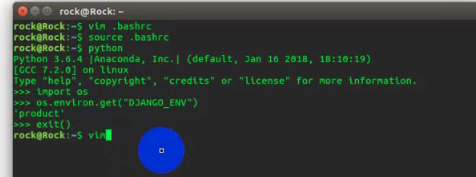 rock@Rock: ~
rock@Rock:~$ vim .bashrc
rock@Rock:~$ source .bashrc
rock@Rock:~$ python
Python 3.6.4 |Anaconda, Inc.| (default, Jan 16 2018, 18:10:19)
[GCC 7.2.0] on linux
Type "help", "copyright", "credits" or "license" for more information.
>>> import os
>>> os.environ.get("DJANGO_ENV")
'product'
>>> exit()
rock@Rock:~$ vim